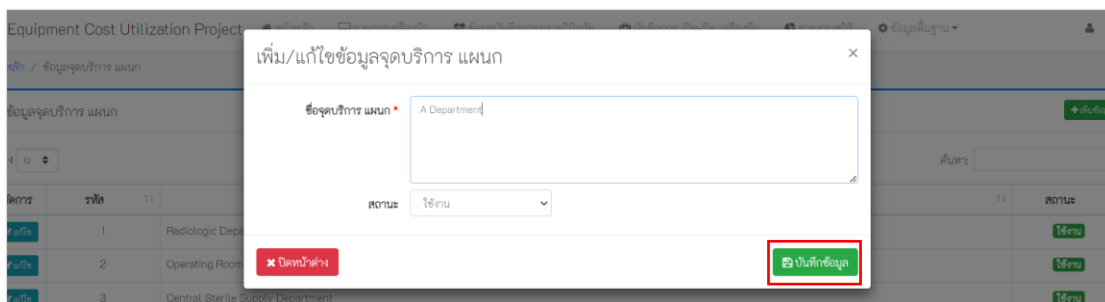 Equipment Cost Utilization Project หน้าหลัก ข้อมูลพื้นฐาน
หลัก / ข้อมูลจุดบริการ แผนก
เพิ่ม/แก้ไขข้อมูลจุดบริการ แผนก ×
ข้อมูลจุดบริการ แผนก
ชื่อจุดบริการ แผนก * A Department
10 ค้นหา:
รหัส สถานะ
สถานะ ใช้งาน
แก้ไข 1 Radiologic ใช้งาน
แก้ไข 2 Operating Room ใช้งาน
ปิดหน้าต่าง บันทึกข้อมูล
แก้ไข 3 Central Sterile Supply Department ใช้งาน